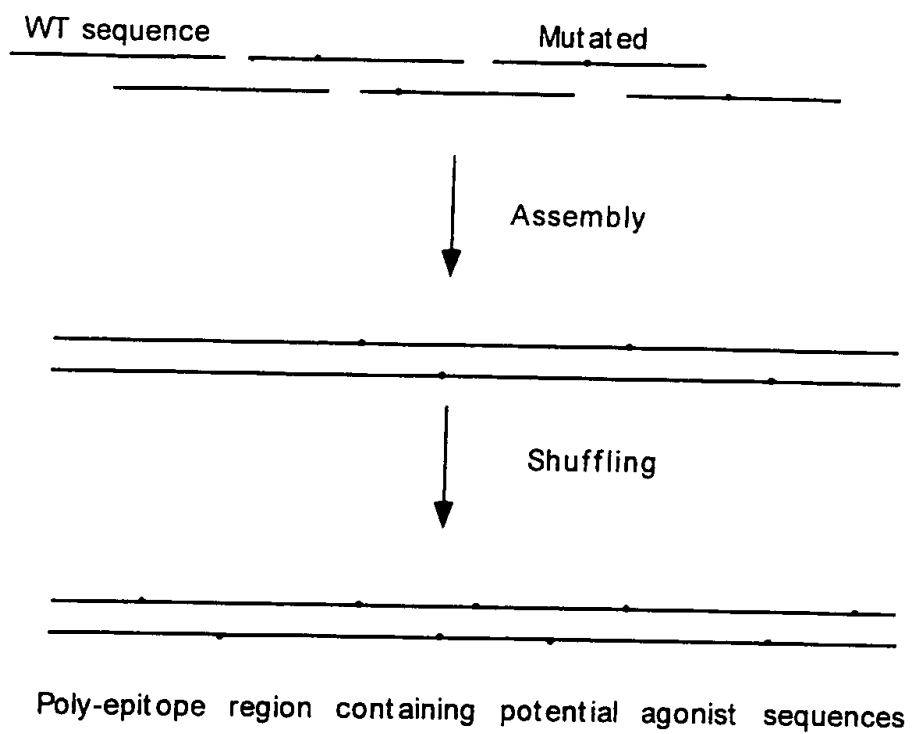 WT sequence
Mutated
Assembly
Shuffling
Poly-epitope region containing potential agonist sequences